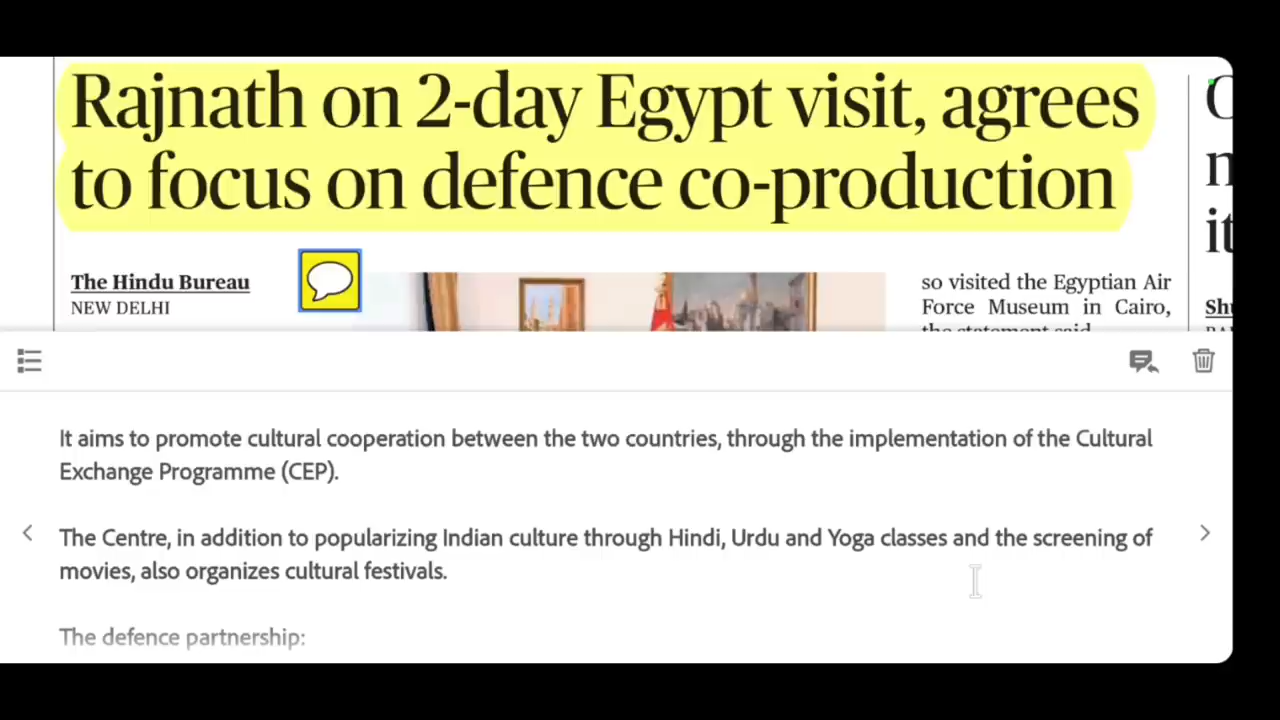 Rajnath on 2-day Egypt visit, agrees
to focus on defence co-production
The Hindu Bureau
NEW DELHI
so visited the Egyptian Air
Force Museum in Cairo,
the statement said
It aims to promote cultural cooperation between the two countries, through the implementation of the Cultural
Exchange Programme (CEP).
The Centre, in addition to popularizing Indian culture through Hindi, Urdu and Yoga classes and the screening of
movies, also organizes cultural festivals.
The defence partnership: